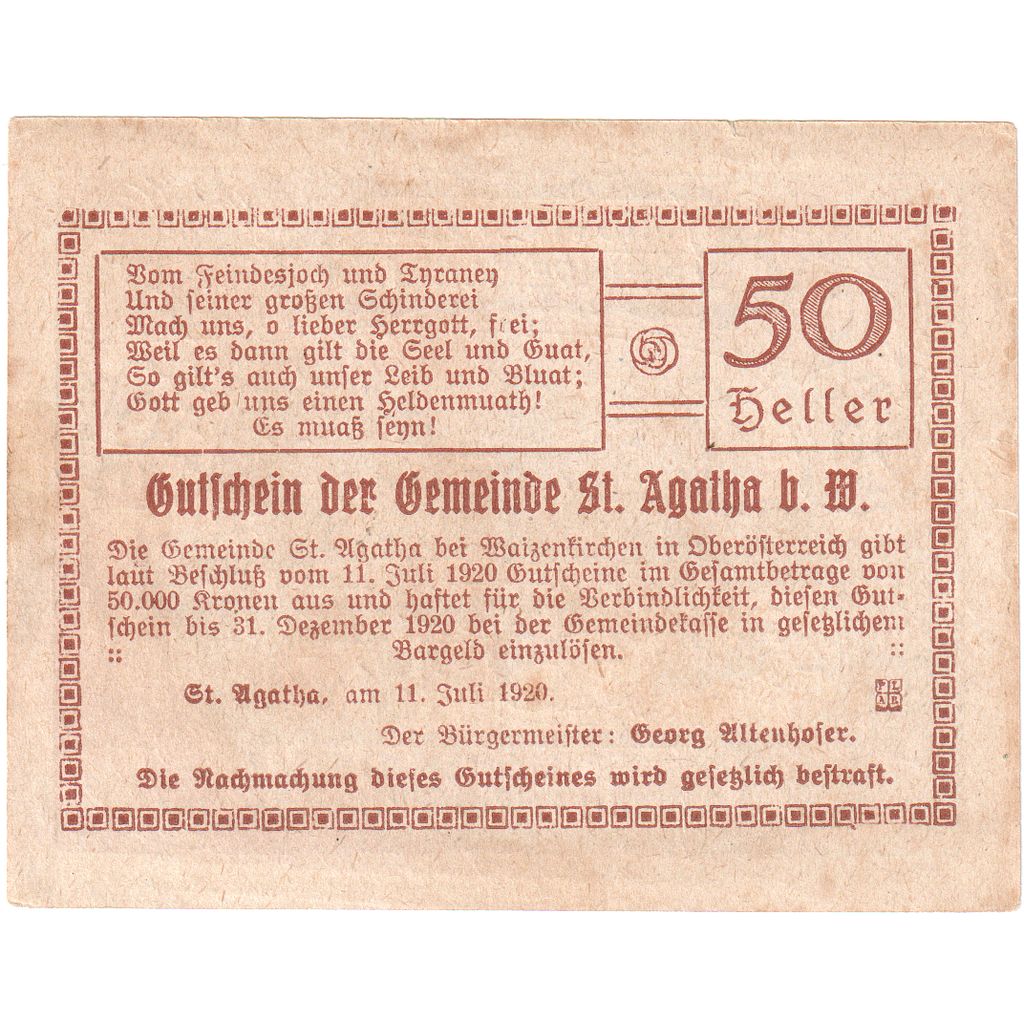 Vom Feindesjoch und Tyraney
Und seiner großen Schinderei
Mach uns, o lieber Herrgott, frei;
Weil es dann gilt die Seel und Guat,
So gilt's auch unser Leib und Bluat;
Gott geb uns einen Heldenmuath!
Es muaß seyn!
50
Heller
Gutschein der Gemeinde St. Agatha b. W.
Die Gemeinde St. Agatha bei Waizenkirchen in Oberösterreich gibt
laut Beschluß vom 11. Juli 1920 Gutscheine im Gesamtbetrage von
50.000 Kronen aus und haftet für die Verbindlichkeit, diesen Gut-
schein bis 31. Dezember 1920 bei der Gemeindekasse in gesetzlichem
:: Bargeld einzulösen. ::
St. Agatha, am 11. Juli 1920.
Der Bürgermeister: Georg Altenhofer.
Die Nachmachung dieses Gutscheines wird gesetzlich bestraft.